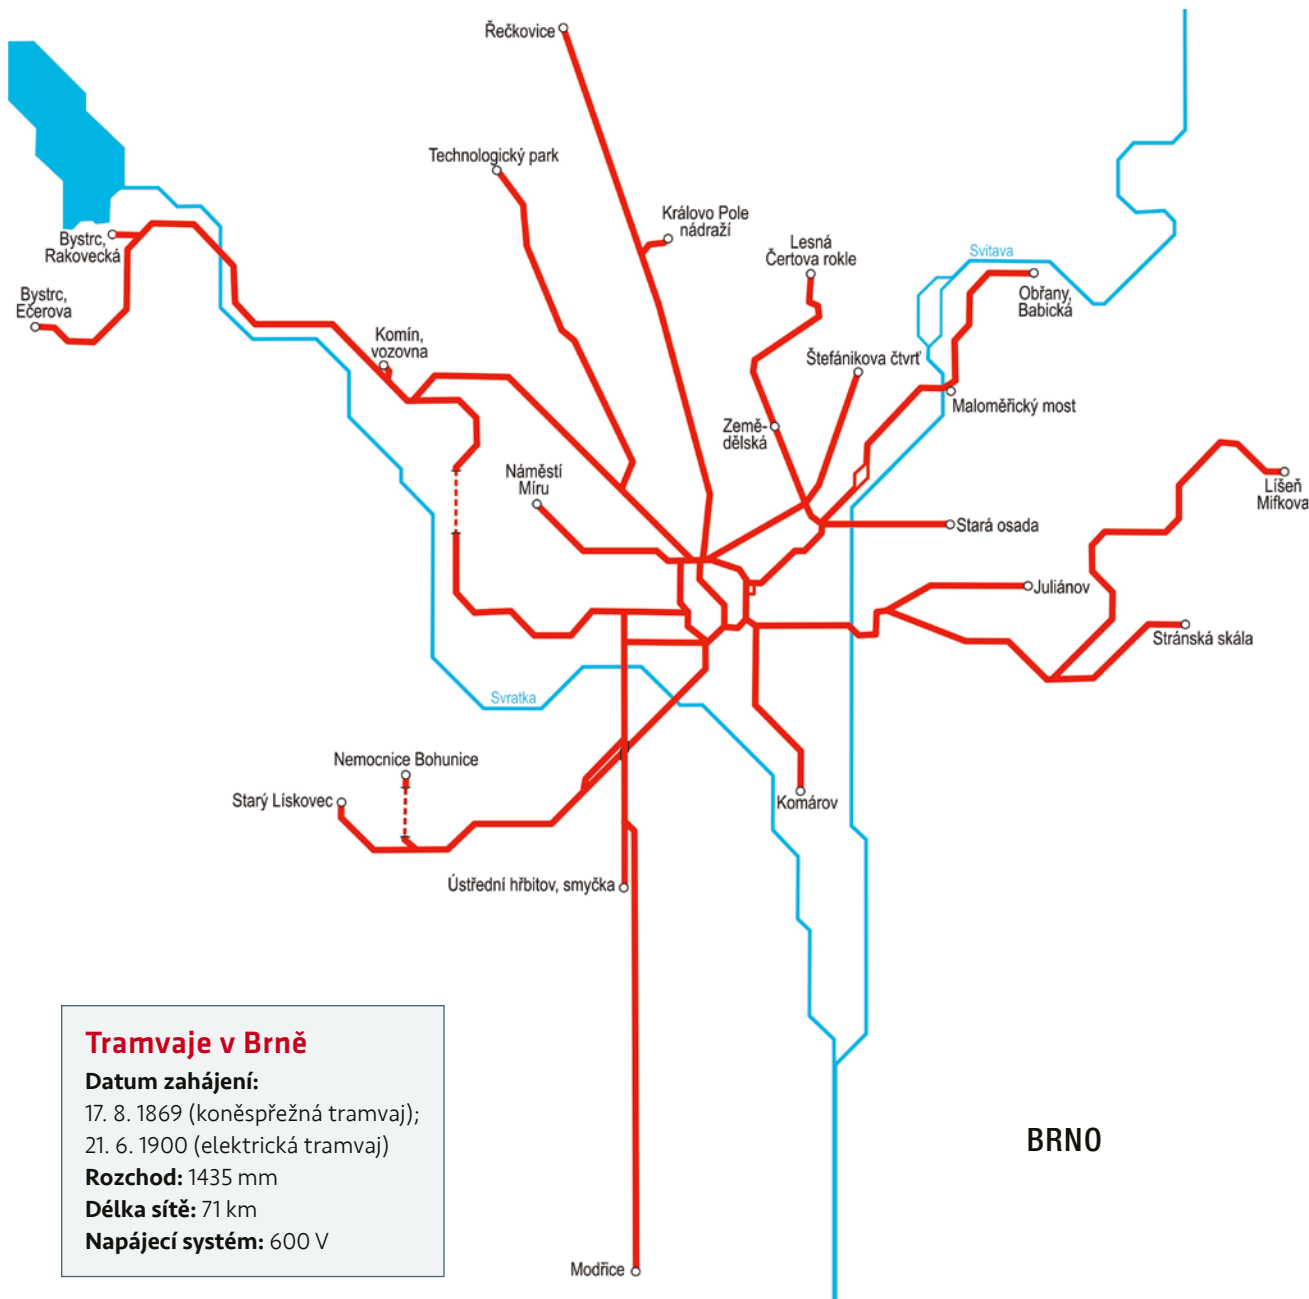 Řečkovice
Technologický park
Královo Pole
nádraží
Lesná
Čertova rokle
Svitava
Bystrc,
Rakovecká
Obřany,
Babická
Bystrc,
Ečerova
Komín,
vozovna
Štefánikova čtvrť
Maloměřický most
Země-
dělská
Náměstí
Míru
Líšeň
Mifkova
Stará osada
Juliánov
Stránská skála
Svratka
Nemocnice Bohunice
Starý Lískovec
Komárov
Ústřední hřbitov, smyčka
Tramvaje v Brně
Datum zahájení:
17. 8. 1869 (koněspřežná tramvaj);
21. 6. 1900 (elektrická tramvaj)
Rozchod: 1435 mm
Délka sítě: 71 km
Napájecí systém: 600 V
BRNO
Modřice